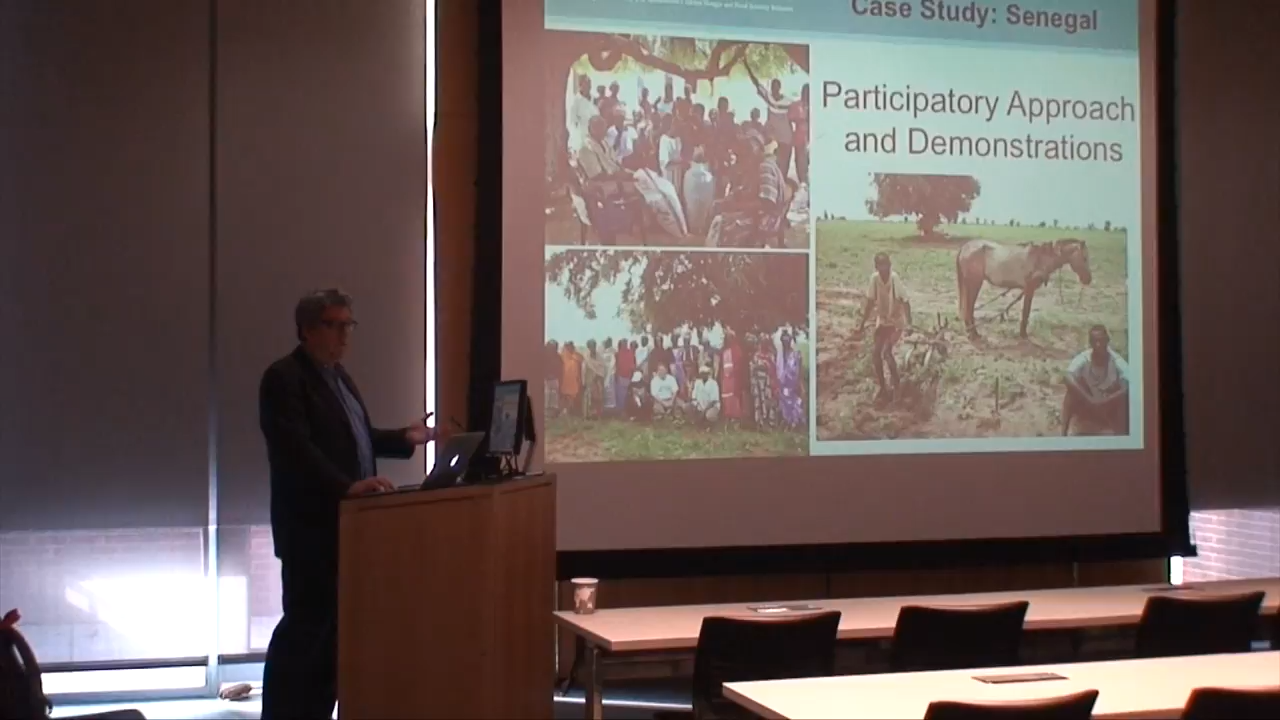 Case Study: Senegal
Participatory Approach
and Demonstrations